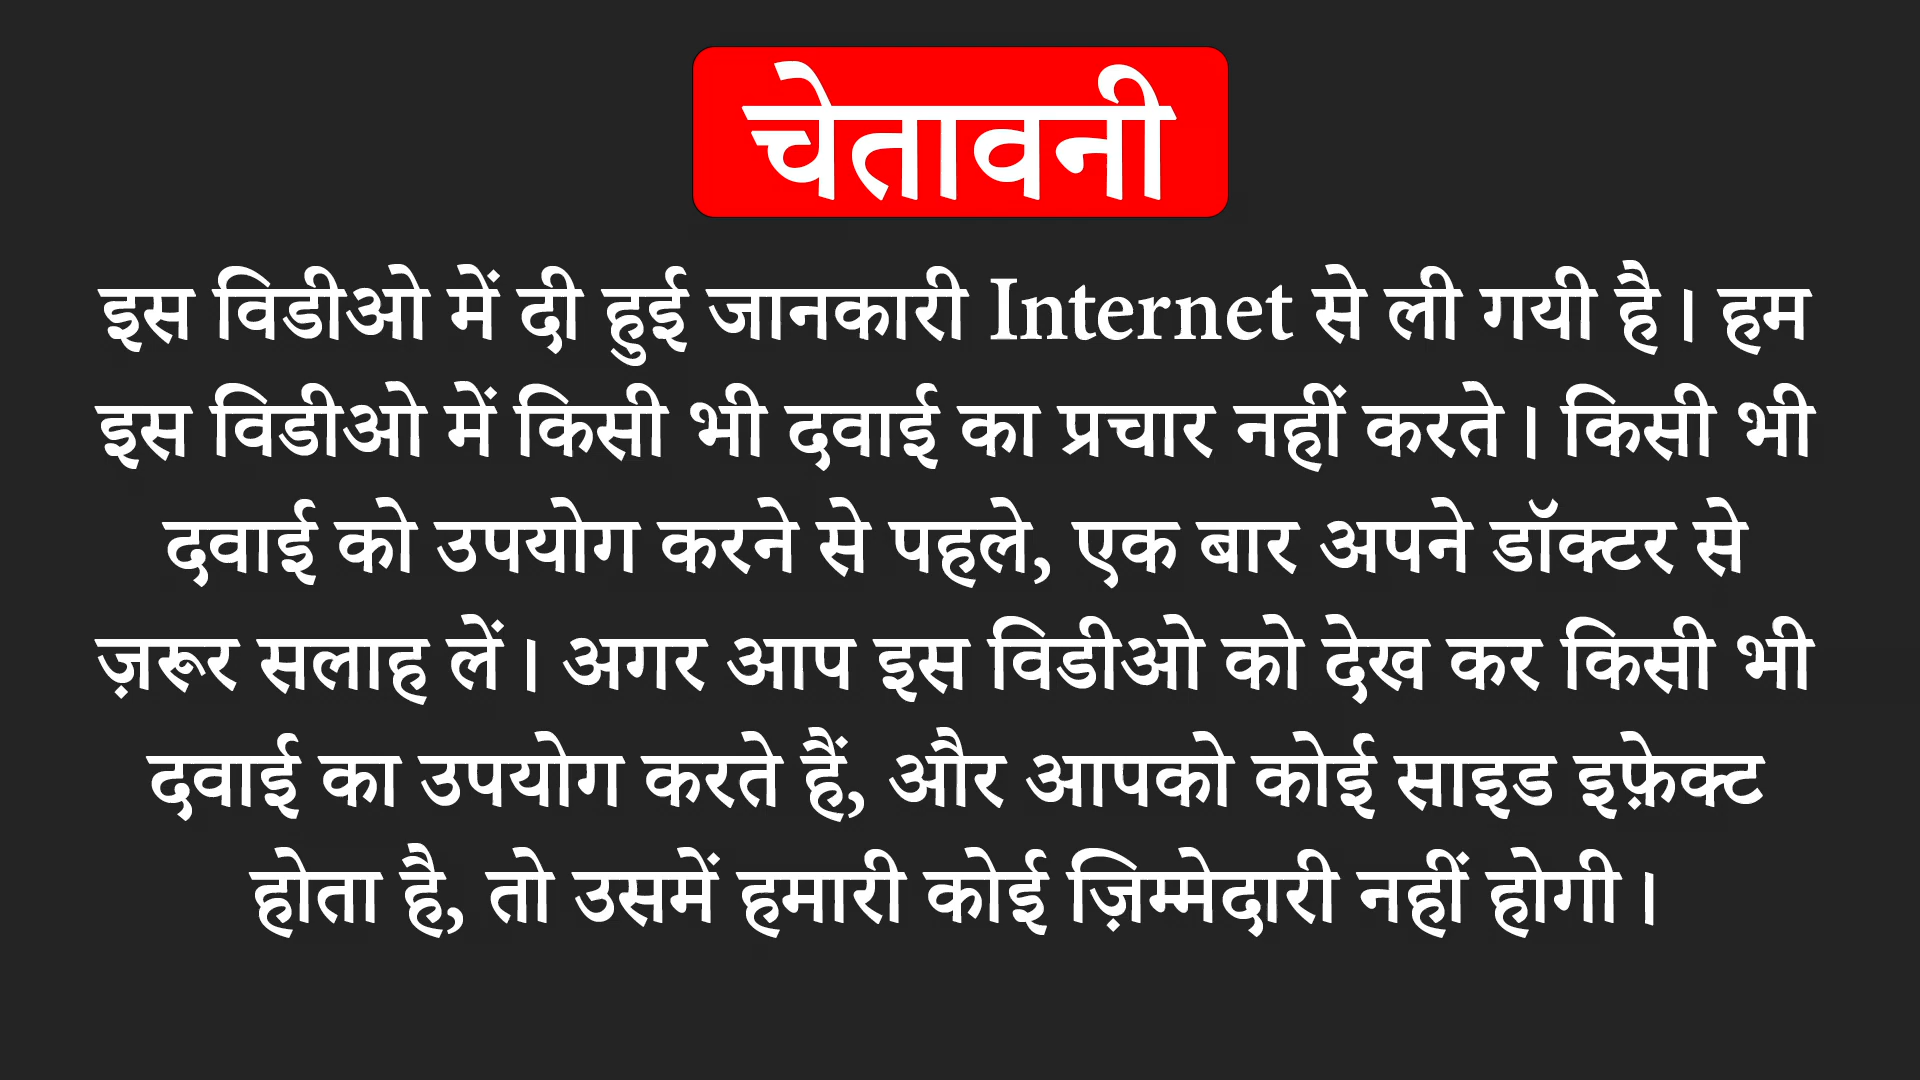 चेतावनी
इस विडीओ में दी हुई जानकारी Internet से ली गयी है। हम
इस विडीओ में किसी भी दवाई का प्रचार नहीं करते। किसी भी
दवाई को उपयोग करने से पहले, एक बार अपने डॉक्टर से
ज़रूर सलाह लें। अगर आप इस विडीओ को देख कर किसी भी
दवाई का उपयोग करते हैं, और आपको कोई साइड इफ़ेक्ट
होता है, तो उसमें हमारी कोई ज़िम्मेदारी नहीं होगी।